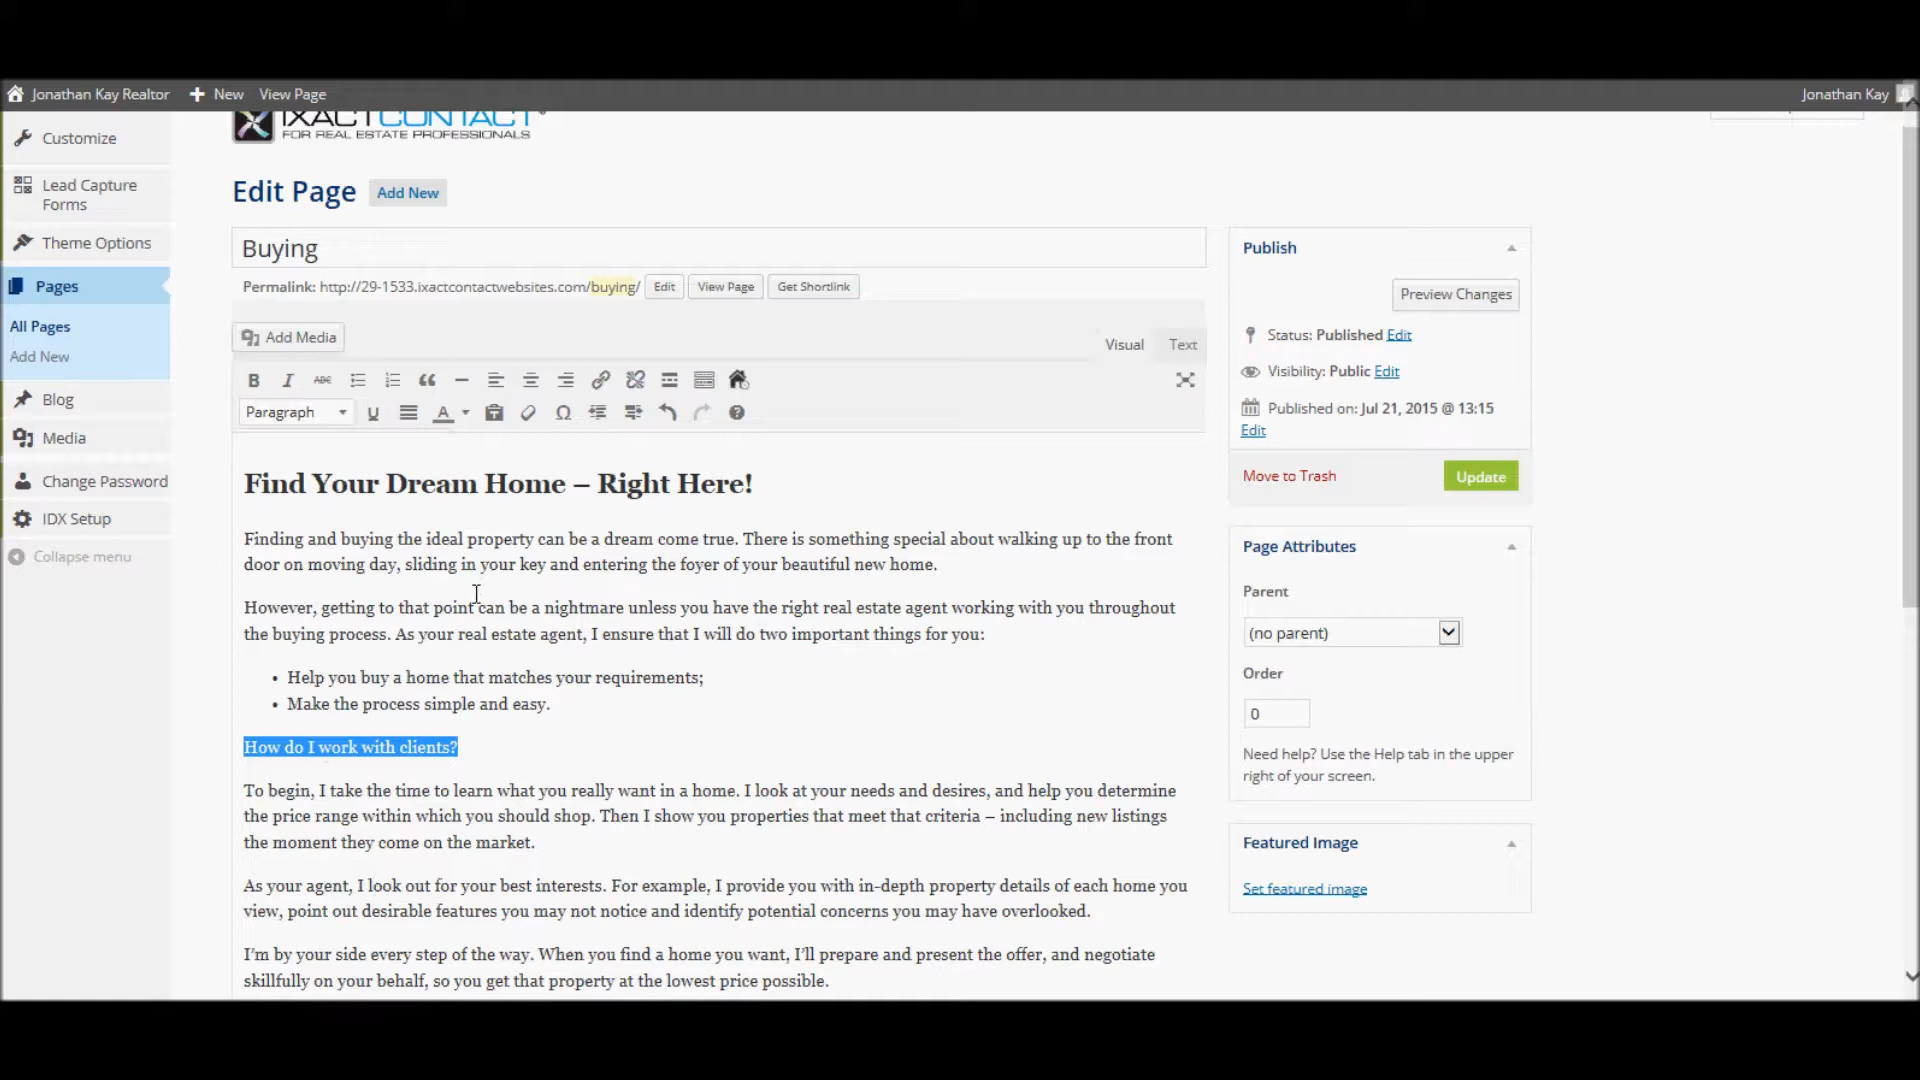 Jonathan Kay Realtor New View Page Jonathan Kay
IXACTCONTACT
FOR REAL ESTATE PROFESSIONALS
Customize
Lead Capture
Forms
Theme Options
Pages
All Pages
Add New
Blog
Media
Change Password
IDX Setup
Collapse menu
Edit Page Add New
Buying
Permalink: http://29-1533.ixactcontactwebsites.com/buying/ Edit View Page Get Shortlink
Add Media
Visual Text
B I ABC
Paragraph U A
Find Your Dream Home – Right Here!
Finding and buying the ideal property can be a dream come true. There is something special about walking up to the front
door on moving day, sliding in your key and entering the foyer of your beautiful new home.
However, getting to that point can be a nightmare unless you have the right real estate agent working with you throughout
the buying process. As your real estate agent, I ensure that I will do two important things for you:
• Help you buy a home that matches your requirements;
• Make the process simple and easy.
How do I work with clients?
To begin, I take the time to learn what you really want in a home. I look at your needs and desires, and help you determine
the price range within which you should shop. Then I show you properties that meet that criteria – including new listings
the moment they come on the market.
As your agent, I look out for your best interests. For example, I provide you with in-depth property details of each home you
view, point out desirable features you may not notice and identify potential concerns you may have overlooked.
I'm by your side every step of the way. When you find a home you want, I'll prepare and present the offer, and negotiate
skillfully on your behalf, so you get that property at the lowest price possible.
Publish
Preview Changes
Status: Published Edit
Visibility: Public Edit
Published on: Jul 21, 2015 @ 13:15
Edit
Move to Trash Update
Page Attributes
Parent
(no parent)
Order
0
Need help? Use the Help tab in the upper
right of your screen.
Featured Image
Set featured image